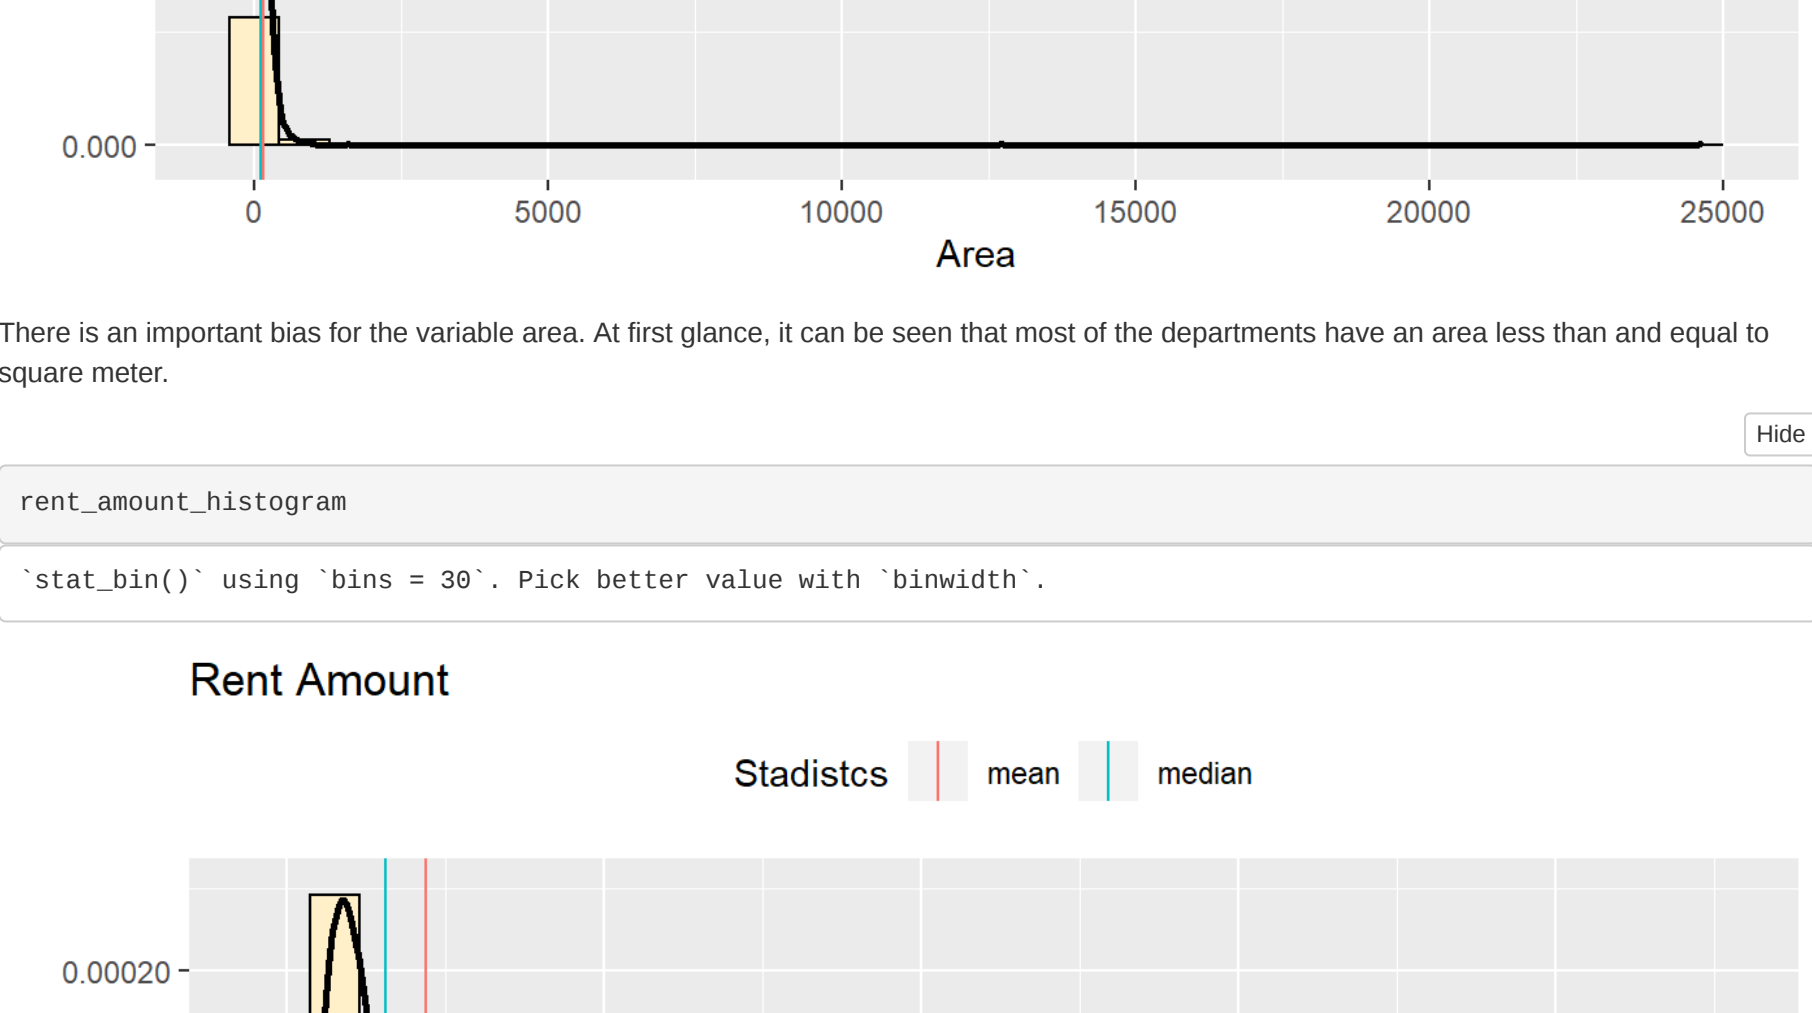 0.000
0 5000 10000 15000 20000 25000
Area
There is an important bias for the variable area. At first glance, it can be seen that most of the departments have an area less than and equal to
square meter.
Hide
rent_amount_histogram
`stat_bin()` using `bins = 30`. Pick better value with `binwidth`.
Rent Amount
Stadistcs mean median
0.00020